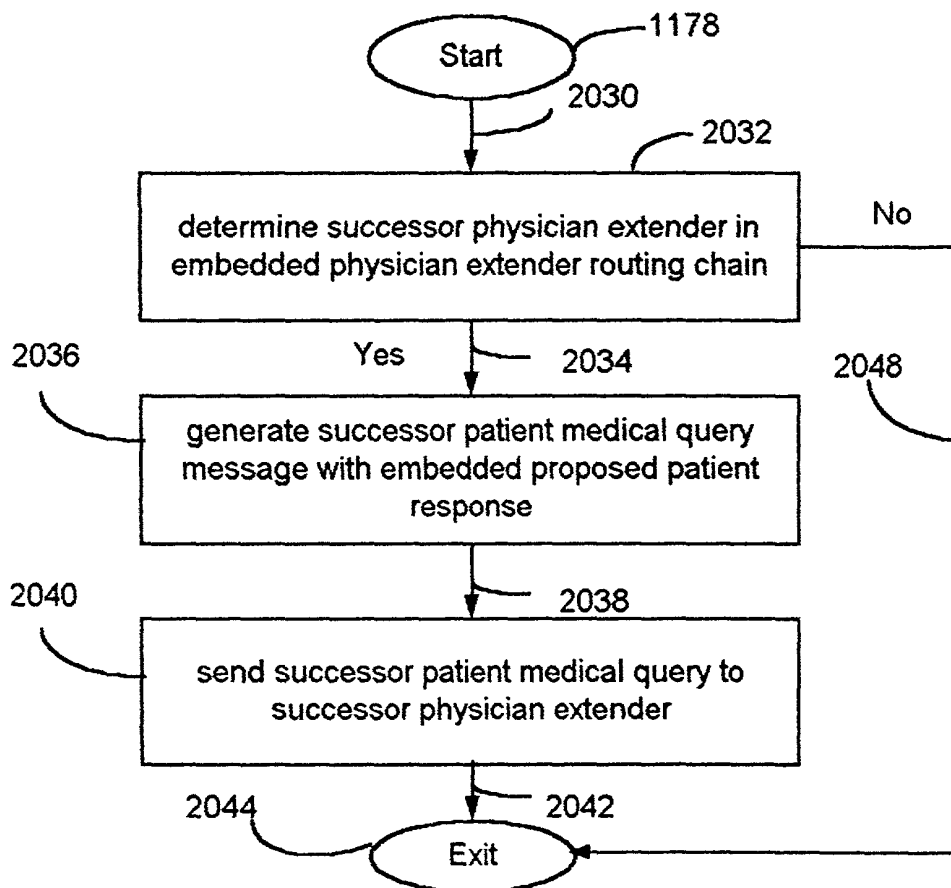 Start
1178
2030
2032
determine successor physician extender in
embedded physician extender routing chain
No
Yes
2034
2036
2048
generate successor patient medical query
message with embedded proposed patient
response
2038
2040
send successor patient medical query to
successor physician extender
2042
2044
Exit